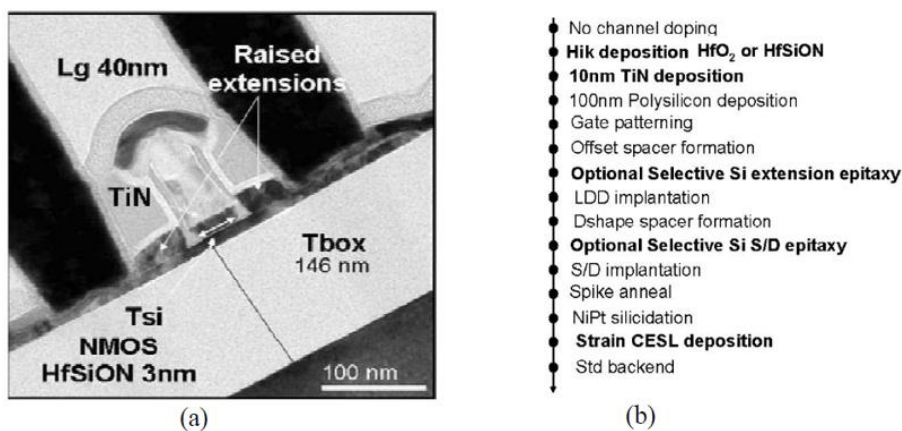 Lg 40nm
Raised
extensions
TiN
Tbox
146 nm
Tsi
NMOS
HfSiON 3nm
100 nm
(a)
No channel doping
Hik deposition HfO₂ or HfSiON
10nm TiN deposition
100nm Polysilicon deposition
Gate patterning
Offset spacer formation
Optional Selective Si extension epitaxy
LDD implantation
Dshape spacer formation
Optional Selective Si S/D epitaxy
S/D implantation
Spike anneal
NiPt silicidation
Strain CESL deposition
Std backend
(b)